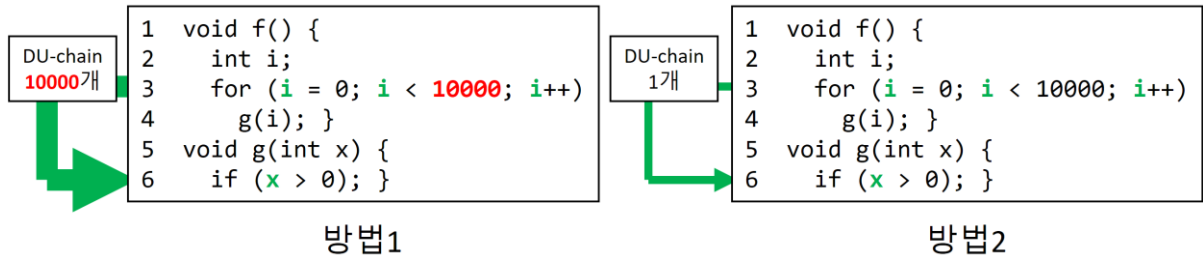 DU-chain
10000개
1 void f() {
2 int i;
3 for (i = 0; i < 10000; i++)
4 g(i); }
5 void g(int x) {
6 if (x > 0); }
방법1
DU-chain
1개
1 void f() {
2 int i;
3 for (i = 0; i < 10000; i++)
4 g(i); }
5 void g(int x) {
6 if (x > 0); }
방법2